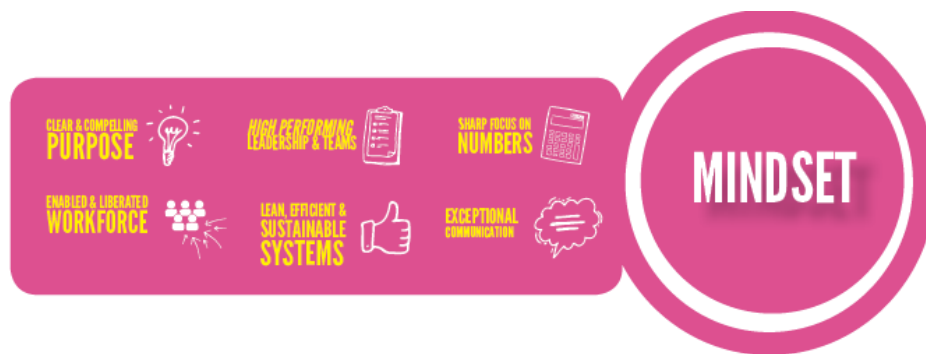 CLEAR & COMPELLING
PURPOSE
HIGH PERFORMING
LEADERSHIP & TEAMS
SHARP FOCUS ON
NUMBERS
ENABLED & LIBERATED
WORKFORCE
LEAN, EFFICIENT &
SUSTAINABLE
SYSTEMS
EXCEPTIONAL
COMMUNICATION
MINDSET